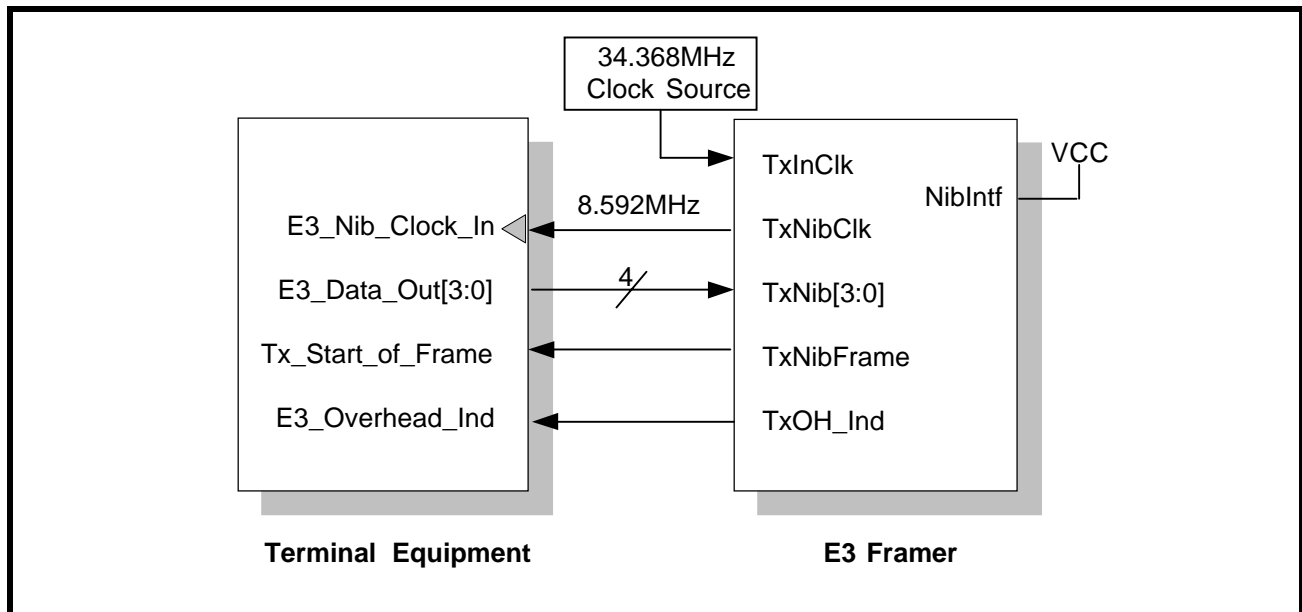 34.368MHz
Clock Source
VCC
TxInClk
NibIntf
8.592MHz
E3_Nib_Clock_In
TxNibClk
E3_Data_Out[3:0]
4
TxNib[3:0]
Tx_Start_of_Frame
TxNibFrame
E3_Overhead_Ind
TxOH_Ind
Terminal Equipment
E3 Framer